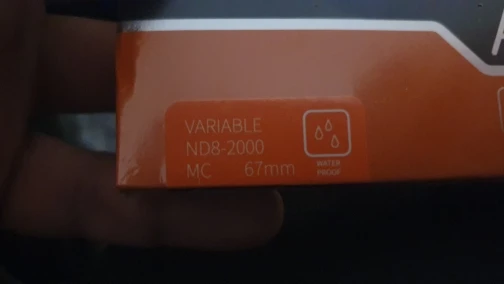 VARIABLE
ND8-2000
MC 67mm
WATER
PROOF